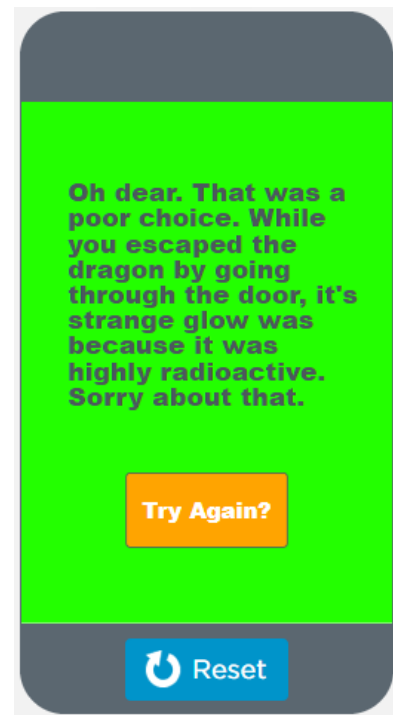 Oh dear. That was a
poor choice. While
you escaped the
dragon by going
through the door, it's
strange glow was
because it was
highly radioactive.
Sorry about that.
Try Again?
Reset